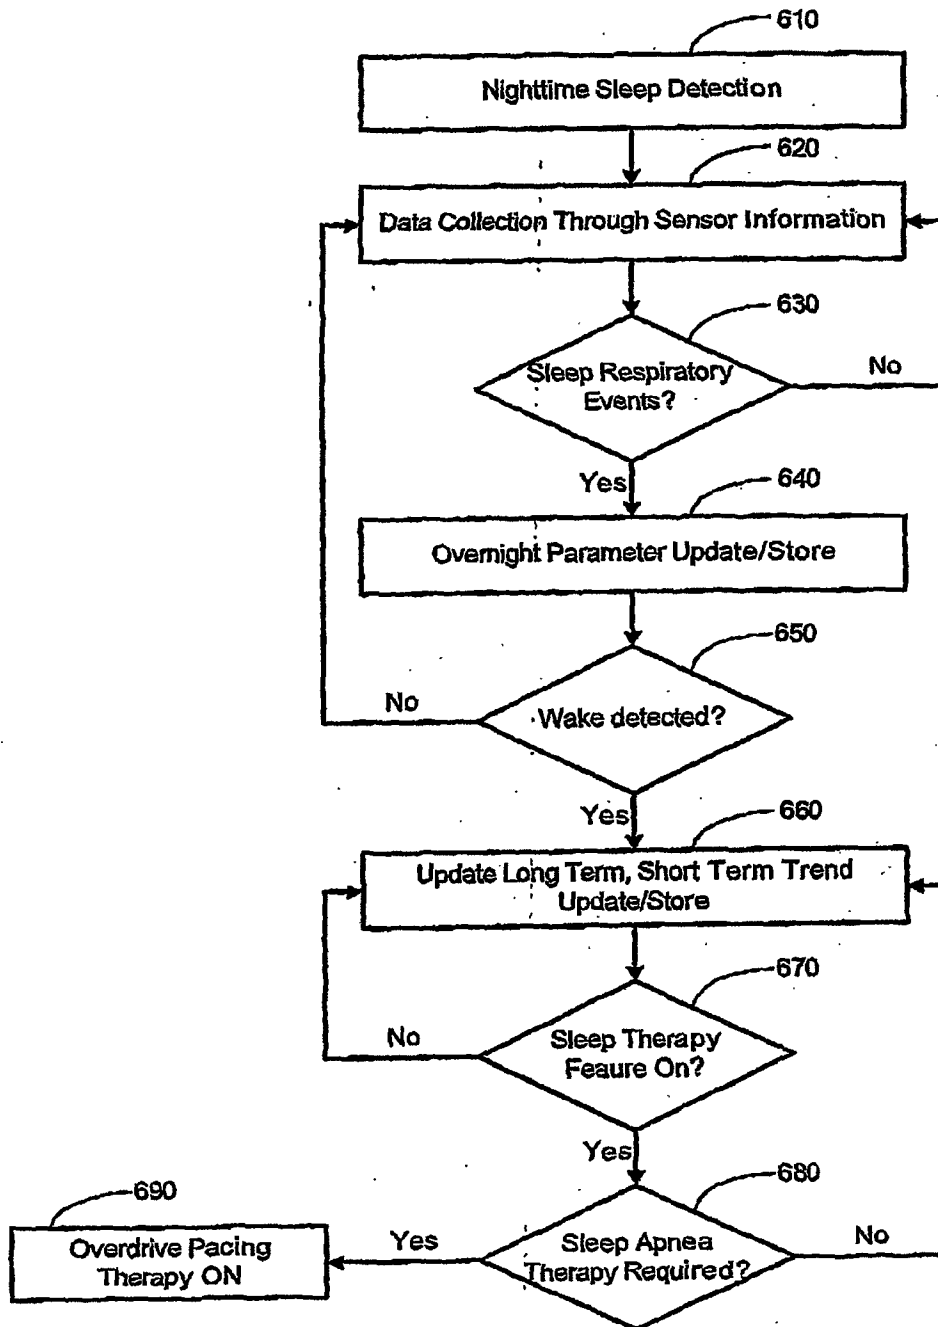 610
Nighttime Sleep Detection
620
Data Collection Through Sensor Information
630
Sleep Respiratory
Events?
No
Yes
640
Overnight Parameter Update/Store
650
Wake detected?
No
Yes
660
Update Long Term, Short Term Trend
Update/Store
670
Sleep Therapy
Feaure On?
No
Yes
680
690
Sleep Apnea
Therapy Required?
Yes
No
Overdrive Pacing
Therapy ON